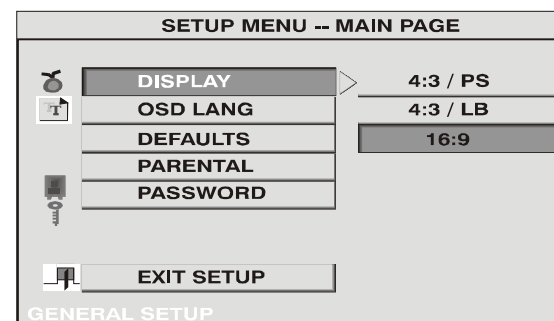 SETUP MENU -- MAIN PAGE
DISPLAY
4:3 / PS
OSD LANG
4:3 / LB
DEFAULTS
16:9
PARENTAL
PASSWORD
EXIT SETUP
GENERAL SETUP